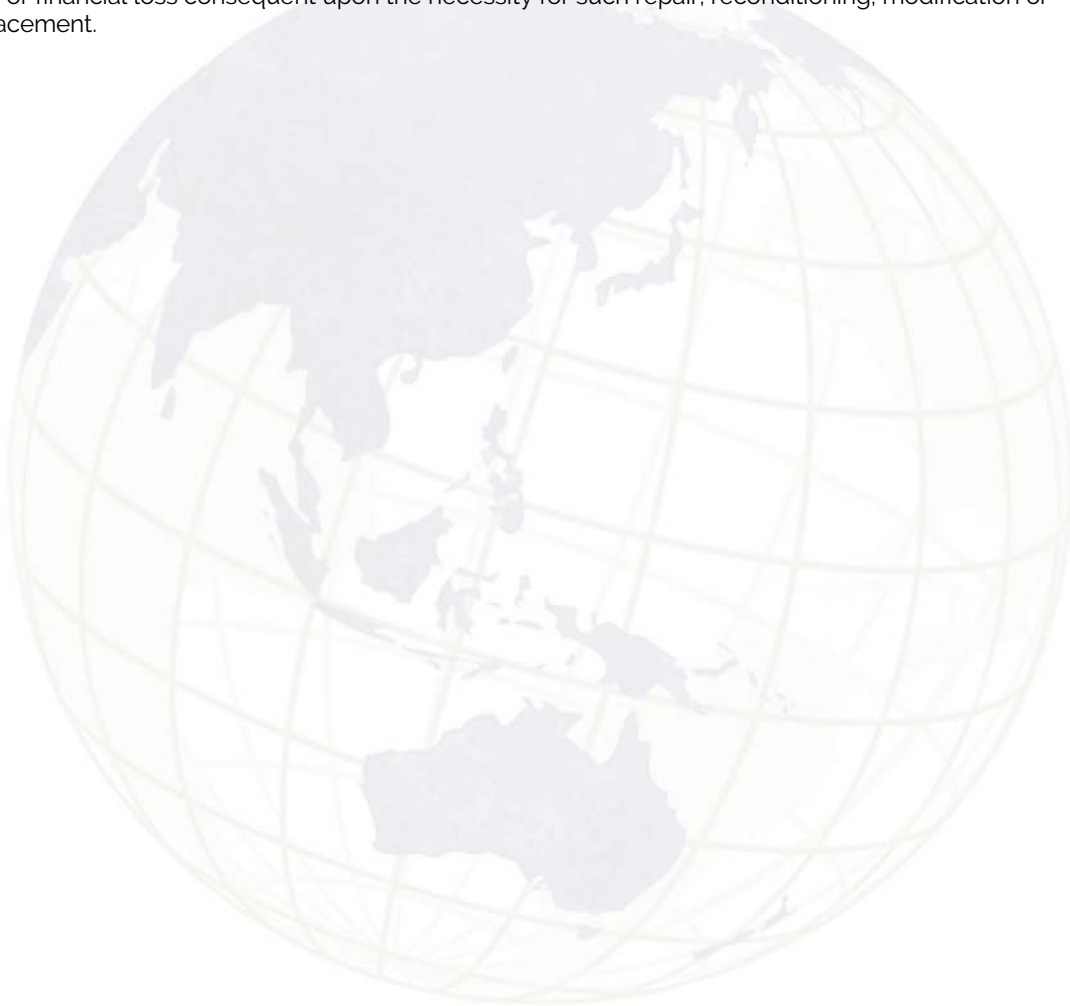 or financial loss consequent upon the necessity for such repair, reconditioning, modification or
acement.